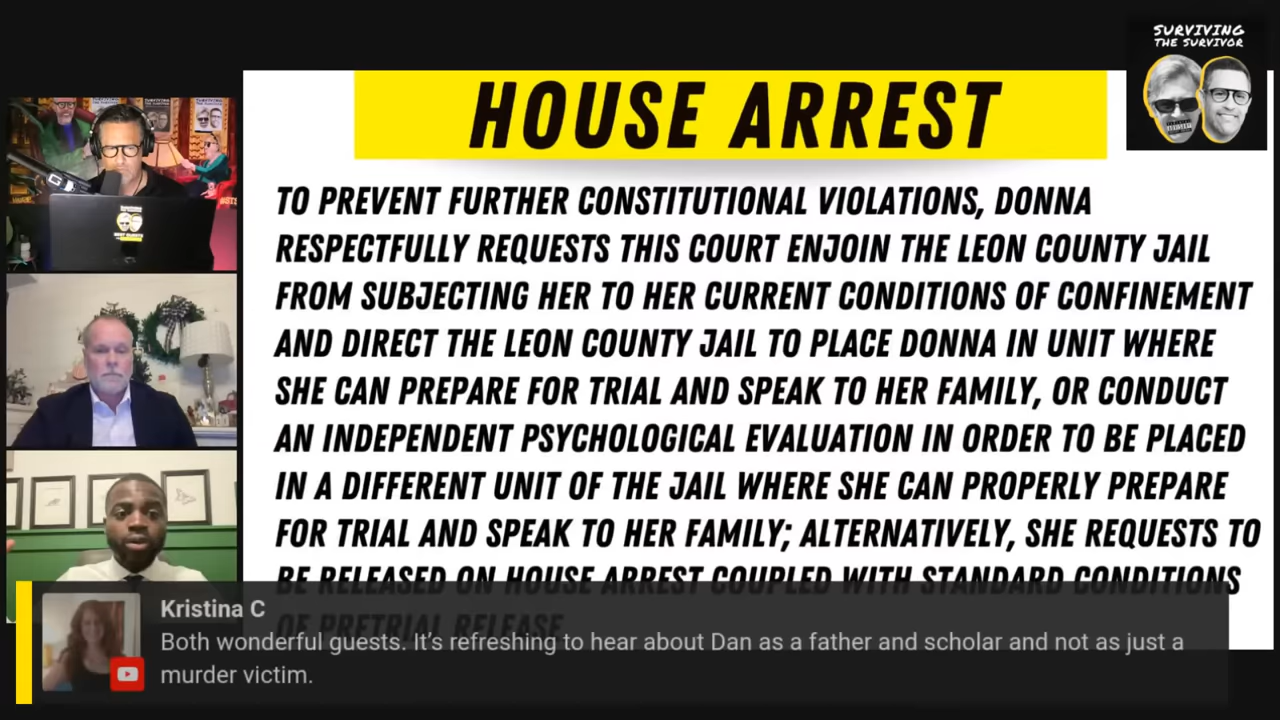 SURVIVING
THE SURVIVOR
HOUSE ARREST
TO PREVENT FURTHER CONSTITUTIONAL VIOLATIONS, DONNA
RESPECTFULLY REQUESTS THIS COURT ENJOIN THE LEON COUNTY JAIL
FROM SUBJECTING HER TO HER CURRENT CONDITIONS OF CONFINEMENT
AND DIRECT THE LEON COUNTY JAIL TO PLACE DONNA IN UNIT WHERE
SHE CAN PREPARE FOR TRIAL AND SPEAK TO HER FAMILY, OR CONDUCT
AN INDEPENDENT PSYCHOLOGICAL EVALUATION IN ORDER TO BE PLACED
IN A DIFFERENT UNIT OF THE JAIL WHERE SHE CAN PROPERLY PREPARE
FOR TRIAL AND SPEAK TO HER FAMILY; ALTERNATIVELY, SHE REQUESTS TO
BE RELEASED ON HOUSE ARREST COUPLED WITH STANDARD CONDITIONS
OF PRETRIAL RELEASE
Kristina C
Both wonderful guests. It’s refreshing to hear about Dan as a father and scholar and not as just a
murder victim.